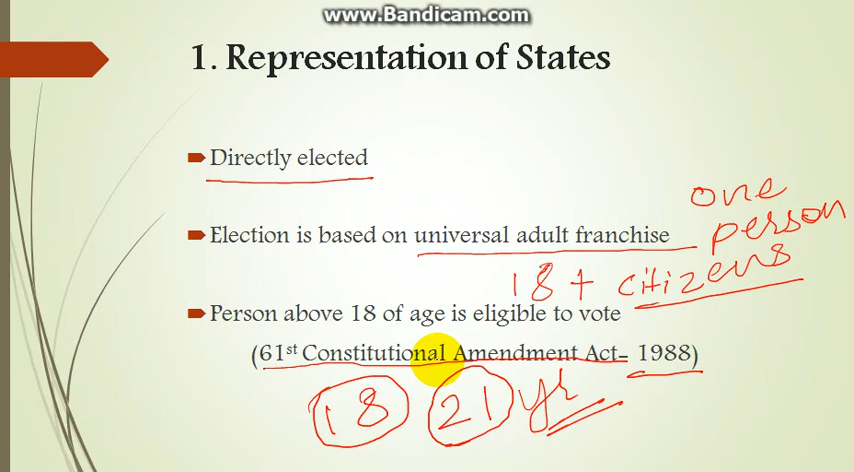 www.Bandicam.com
1. Representation of States
Directly elected
one
Election is based on universal adult franchise
person
18 + citizens
Person above 18 of age is eligible to vote
(61st Constitutional Amendment Act- 1988)
18 21 yr